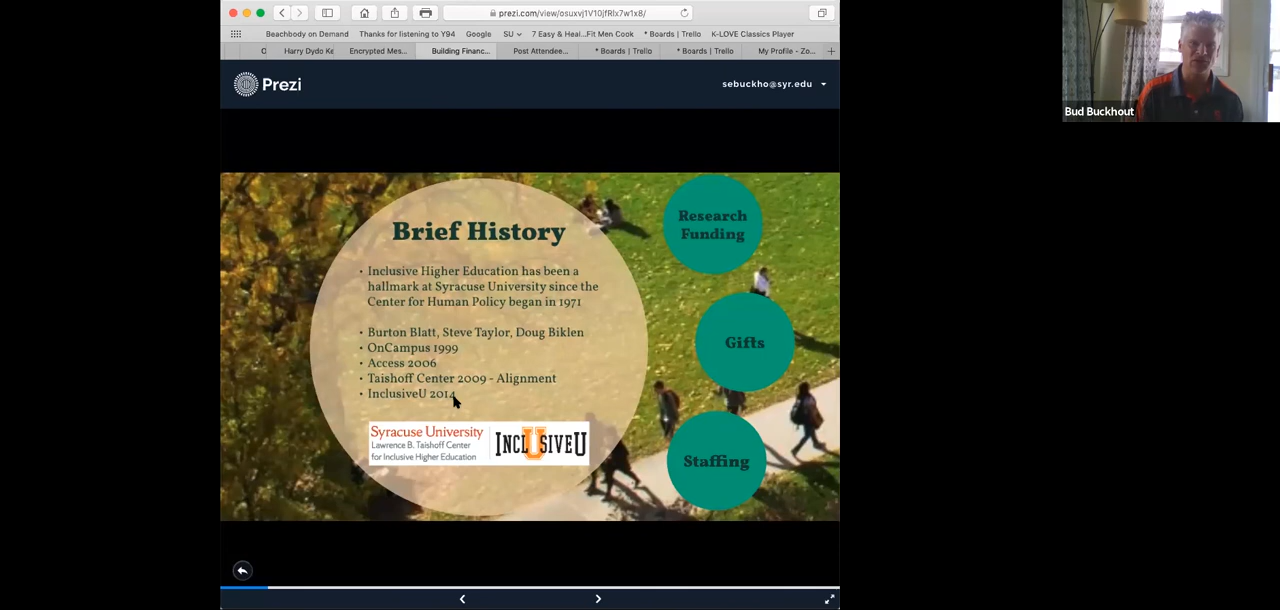 prezi.com/view/osuxvj1V10jfRlx7w1x8/
Beachbody on Demand Thanks for listening to Y94 Google SU 7 Easy & Heal...Fit Men Cook * Boards | Trello K-LOVE Classics Player
Harry Dydo Ke Encrypted Mes... Building Financ... Post Attendee... * Boards | Trello * Boards | Trello My Profile - Zo...
Prezi
sebuckho@syr.edu
Bud Buckhout
Brief History
• Inclusive Higher Education has been a
hallmark at Syracuse University since the
Center for Human Policy began in 1971
• Burton Blatt, Steve Taylor, Doug Biklen
• OnCampus 1999
• Access 2006
• Taishoff Center 2009 - Alignment
• InclusiveU 2014
Syracuse University
Lawrence B. Taishoff Center
for Inclusive Higher Education
INCLUSIVEU
Research
Funding
Gifts
Staffing